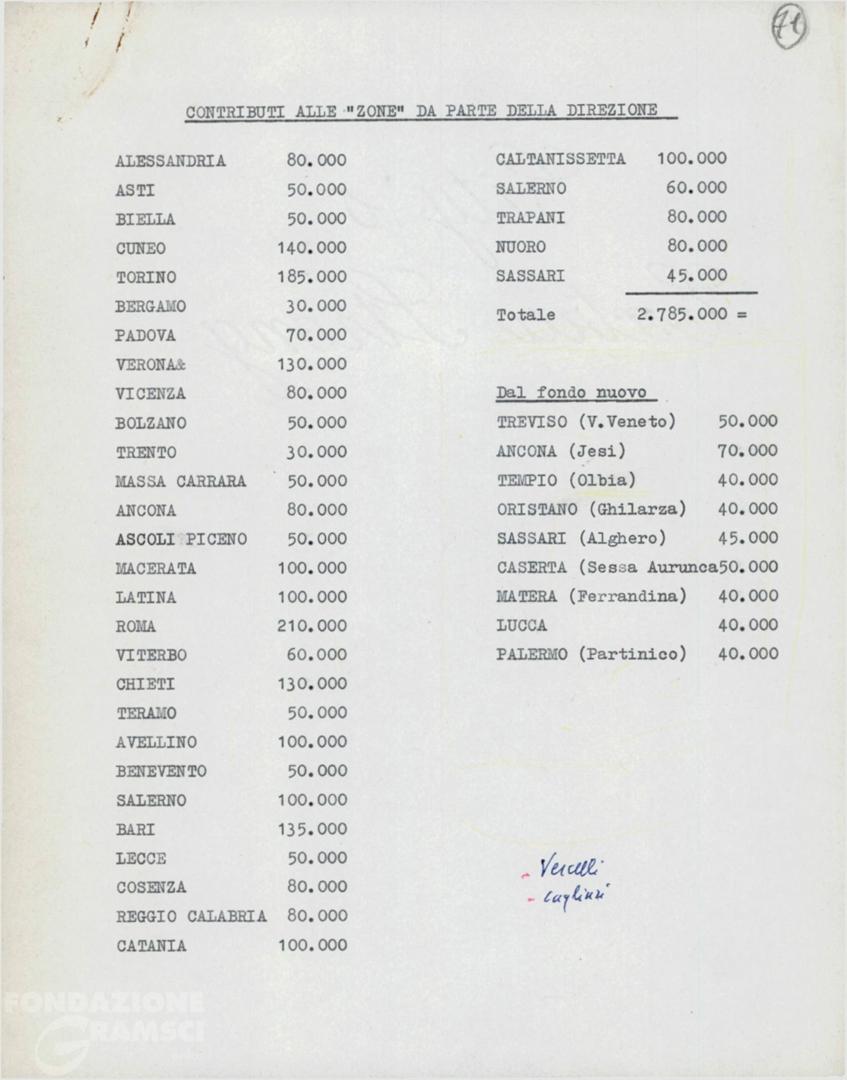 71
CONTRIBUTI ALLE "ZONE" DA PARTE DELLA DIREZIONE
ALESSANDRIA 80.000
ASTI 50.000
BIELLA 50.000
CUNEO 140.000
TORINO 185.000
BERGAMO 30.000
PADOVA 70.000
VERONA& 130.000
VICENZA 80.000
BOLZANO 50.000
TRENTO 30.000
MASSA CARRARA 50.000
ANCONA 80.000
ASCOLI PICENO 50.000
MACERATA 100.000
LATINA 100.000
ROMA 210.000
VITERBO 60.000
CHIETI 130.000
TERAMO 50.000
AVELLINO 100.000
BENEVENTO 50.000
SALERNO 100.000
BARI 135.000
LECCE 50.000
COSENZA 80.000
REGGIO CALABRIA 80.000
CATANIA 100.000
CALTANISSETTA 100.000
SALERNO 60.000
TRAPANI 80.000
NUORO 80.000
SASSARI 45.000
Totale 2.785.000 =
Dal fondo nuovo
TREVISO (V.Veneto) 50.000
ANCONA (Jesi) 70.000
TEMPIO (Olbia) 40.000
ORISTANO (Ghilarza) 40.000
SASSARI (Alghero) 45.000
CASERTA (Sessa Aurunca50.000
MATERA (Ferrandina) 40.000
LUCCA 40.000
PALERMO (Partinico) 40.000
- Vercelli
- Cagliari
FONDAZIONE
GRAMSCI